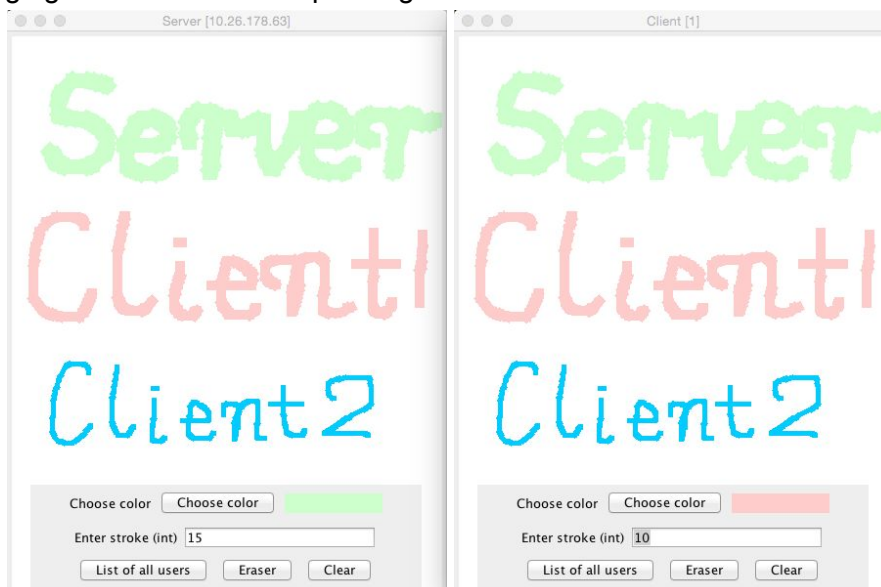 Server [10.26.178.63]
Server
Client1
Client2
Choose color Choose color
Enter stroke (int) 15
List of all users Eraser Clear
Client [1]
Server
Client1
Client2
Choose color Choose color
Enter stroke (int) 10
List of all users Eraser Clear